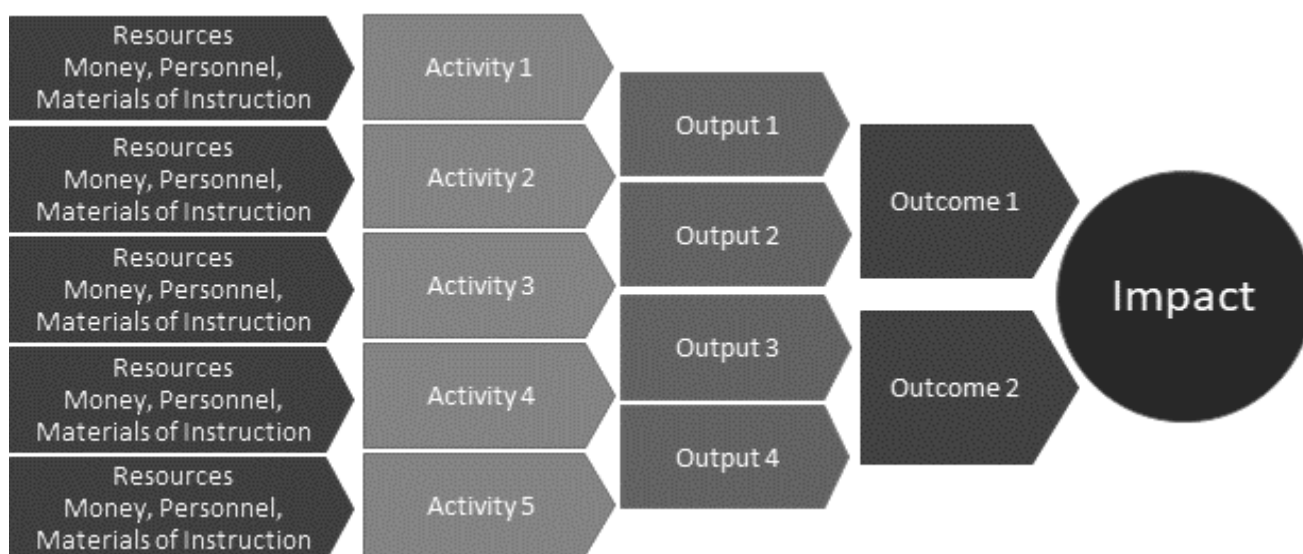 Resources
Money, Personnel,
Materials of Instruction
Activity 1
Resources
Money, Personnel,
Materials of Instruction
Activity 2
Resources
Money, Personnel,
Materials of Instruction
Activity 3
Resources
Money, Personnel,
Materials of Instruction
Activity 4
Resources
Money, Personnel,
Materials of Instruction
Activity 5
Output 1
Output 2
Output 3
Output 4
Outcome 1
Outcome 2
Impact